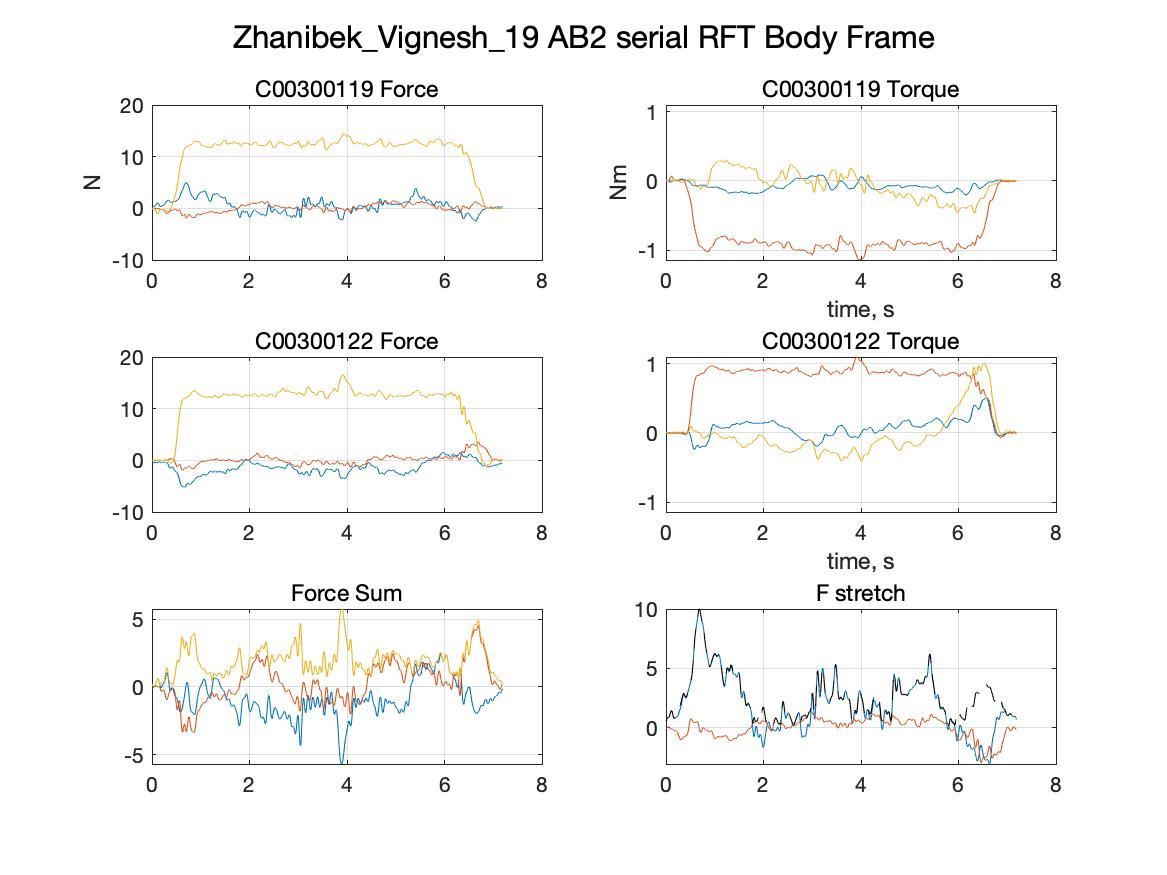 Zhanibek_Vignesh_19 AB2 serial RFT Body Frame
C00300119 Force
20
10
0
-10
N
0 2 4 6 8
C00300119 Torque
1
0
-1
Nm
0 2 4 6 8
time, s
C00300122 Force
20
10
0
-10
0 2 4 6 8
C00300122 Torque
1
0
-1
0 2 4 6 8
time, s
Force Sum
5
0
-5
0 2 4 6 8
F stretch
10
5
0
0 2 4 6 8